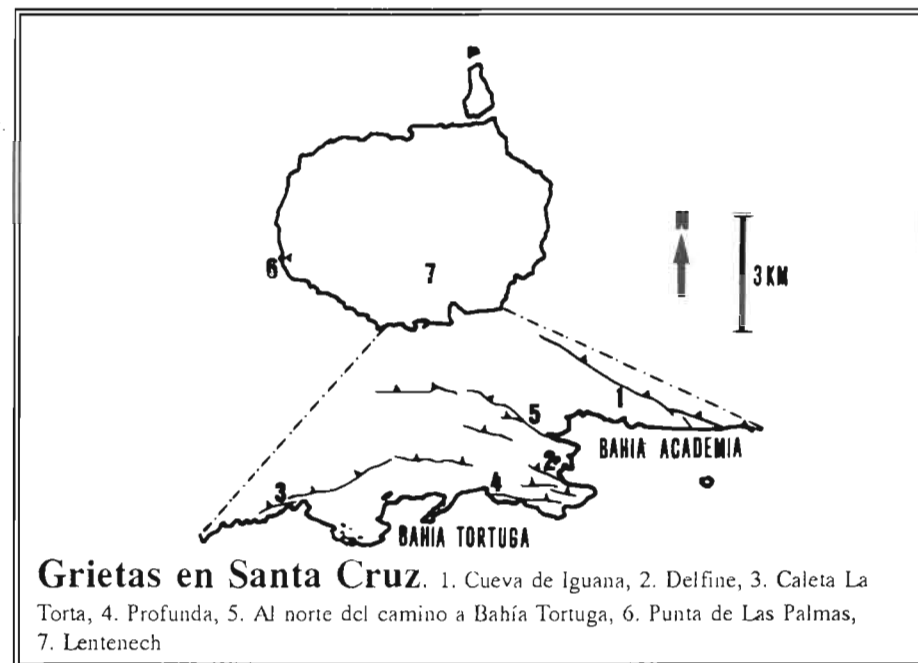 6
7
3 KM
1
5
BAHIA ACADEMIA
2
4
3
BAHIA TORTUGA
Grietas en Santa Cruz. 1. Cueva de Iguana, 2. Delfine, 3. Caleta La
Torta, 4. Profunda, 5. Al norte del camino a Bahía Tortuga, 6. Punta de Las Palmas,
7. Lentenech